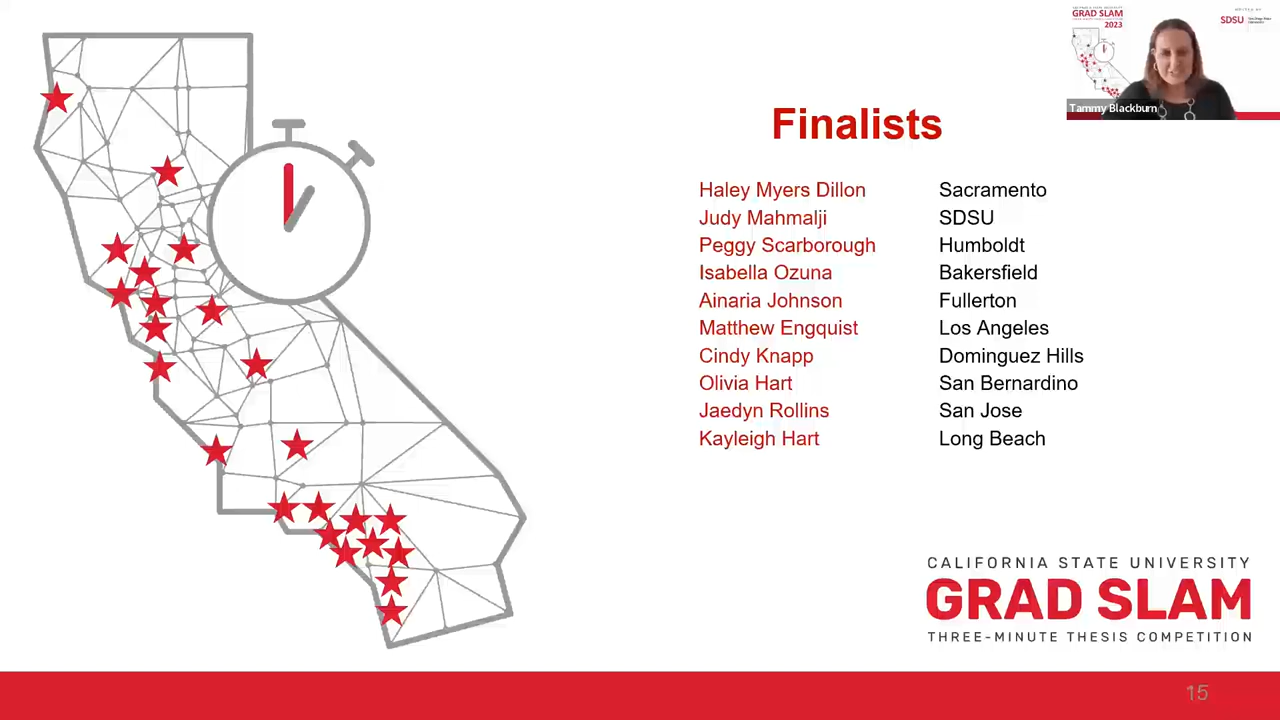 GRAD SLAM
2023
SDSU
Tammy Blackburn
Finalists
Haley Myers Dillon Sacramento
Judy Mahmalji SDSU
Peggy Scarborough Humboldt
Isabella Ozuna Bakersfield
Ainaria Johnson Fullerton
Matthew Engquist Los Angeles
Cindy Knapp Dominguez Hills
Olivia Hart San Bernardino
Jaedyn Rollins San Jose
Kayleigh Hart Long Beach
CALIFORNIA STATE UNIVERSITY
GRAD SLAM
THREE-MINUTE THESIS COMPETITION
15